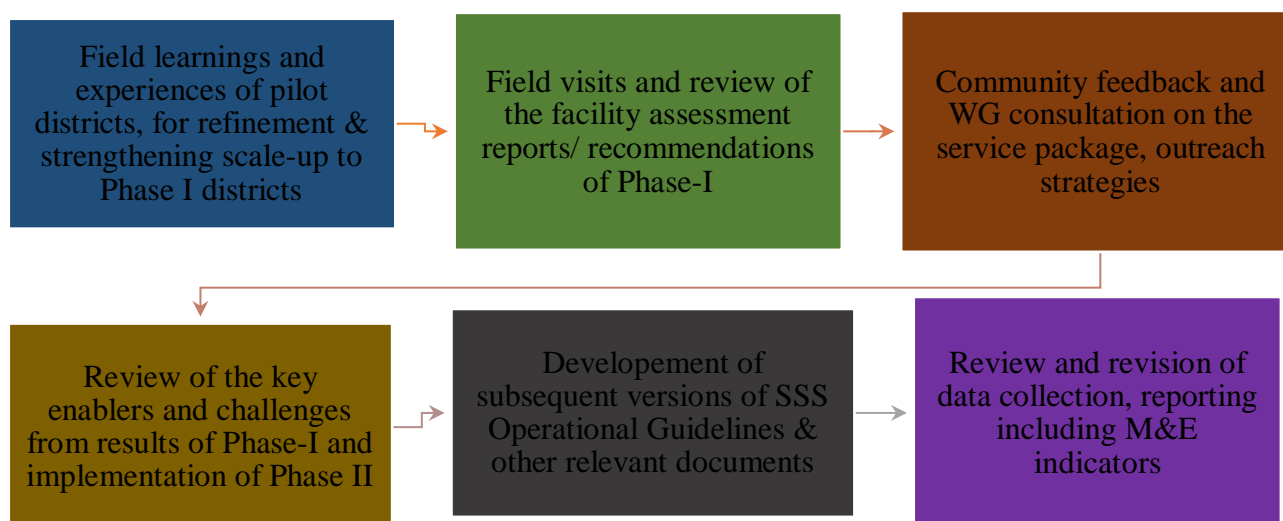 Field learnings and
experiences of pilot
districts, for refinement &
strengthening scale-up to
Phase I districts
Field visits and review of
the facility assessment
reports/ recommendations
of Phase-I
Community feedback and
WG consultation on the
service package, outreach
strategies
Review of the key
enablers and challenges
from results of Phase-I and
implementation of Phase II
Developement of
subsequent versions of SSS
Operational Guidelines &
other relevant documents
Review and revision of
data collection, reporting
including M&E
indicators